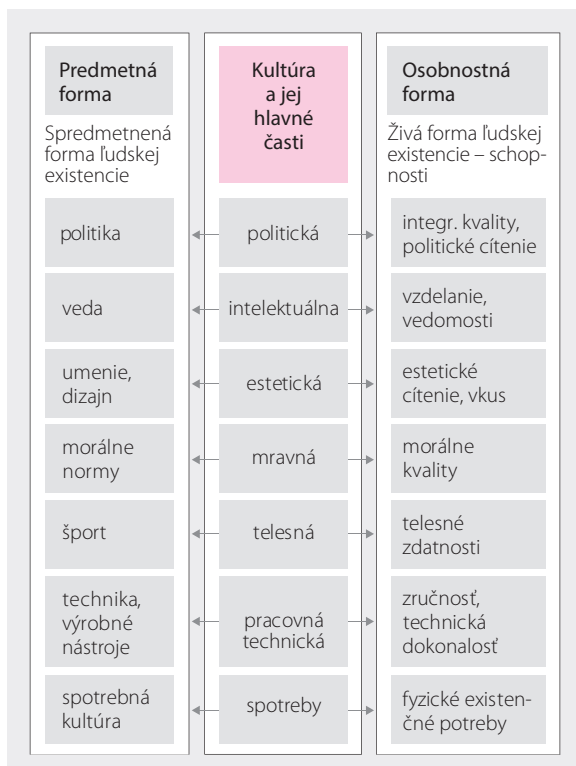 Predmetná
forma
Spredmetnená
forma ľudskej
existencie
Kultúra
a jej
hlavné
časti
Osobnostná
forma
Živá forma ľudskej
existencie – schop-
nosti
politika
politická
integr. kvality,
politické cítenie
veda
intelektuálna
vzdelanie,
vedomosti
umenie,
dizajn
estetická
estetické
cítenie, vkus
morálne
normy
mravná
morálne
kvality
šport
telesná
telesné
zdatnosti
technika,
výrobné
nástroje
pracovná
technická
zručnosť,
technická
dokonalosť
spotrebná
kultúra
spotreby
fyzické existen-
čné potreby